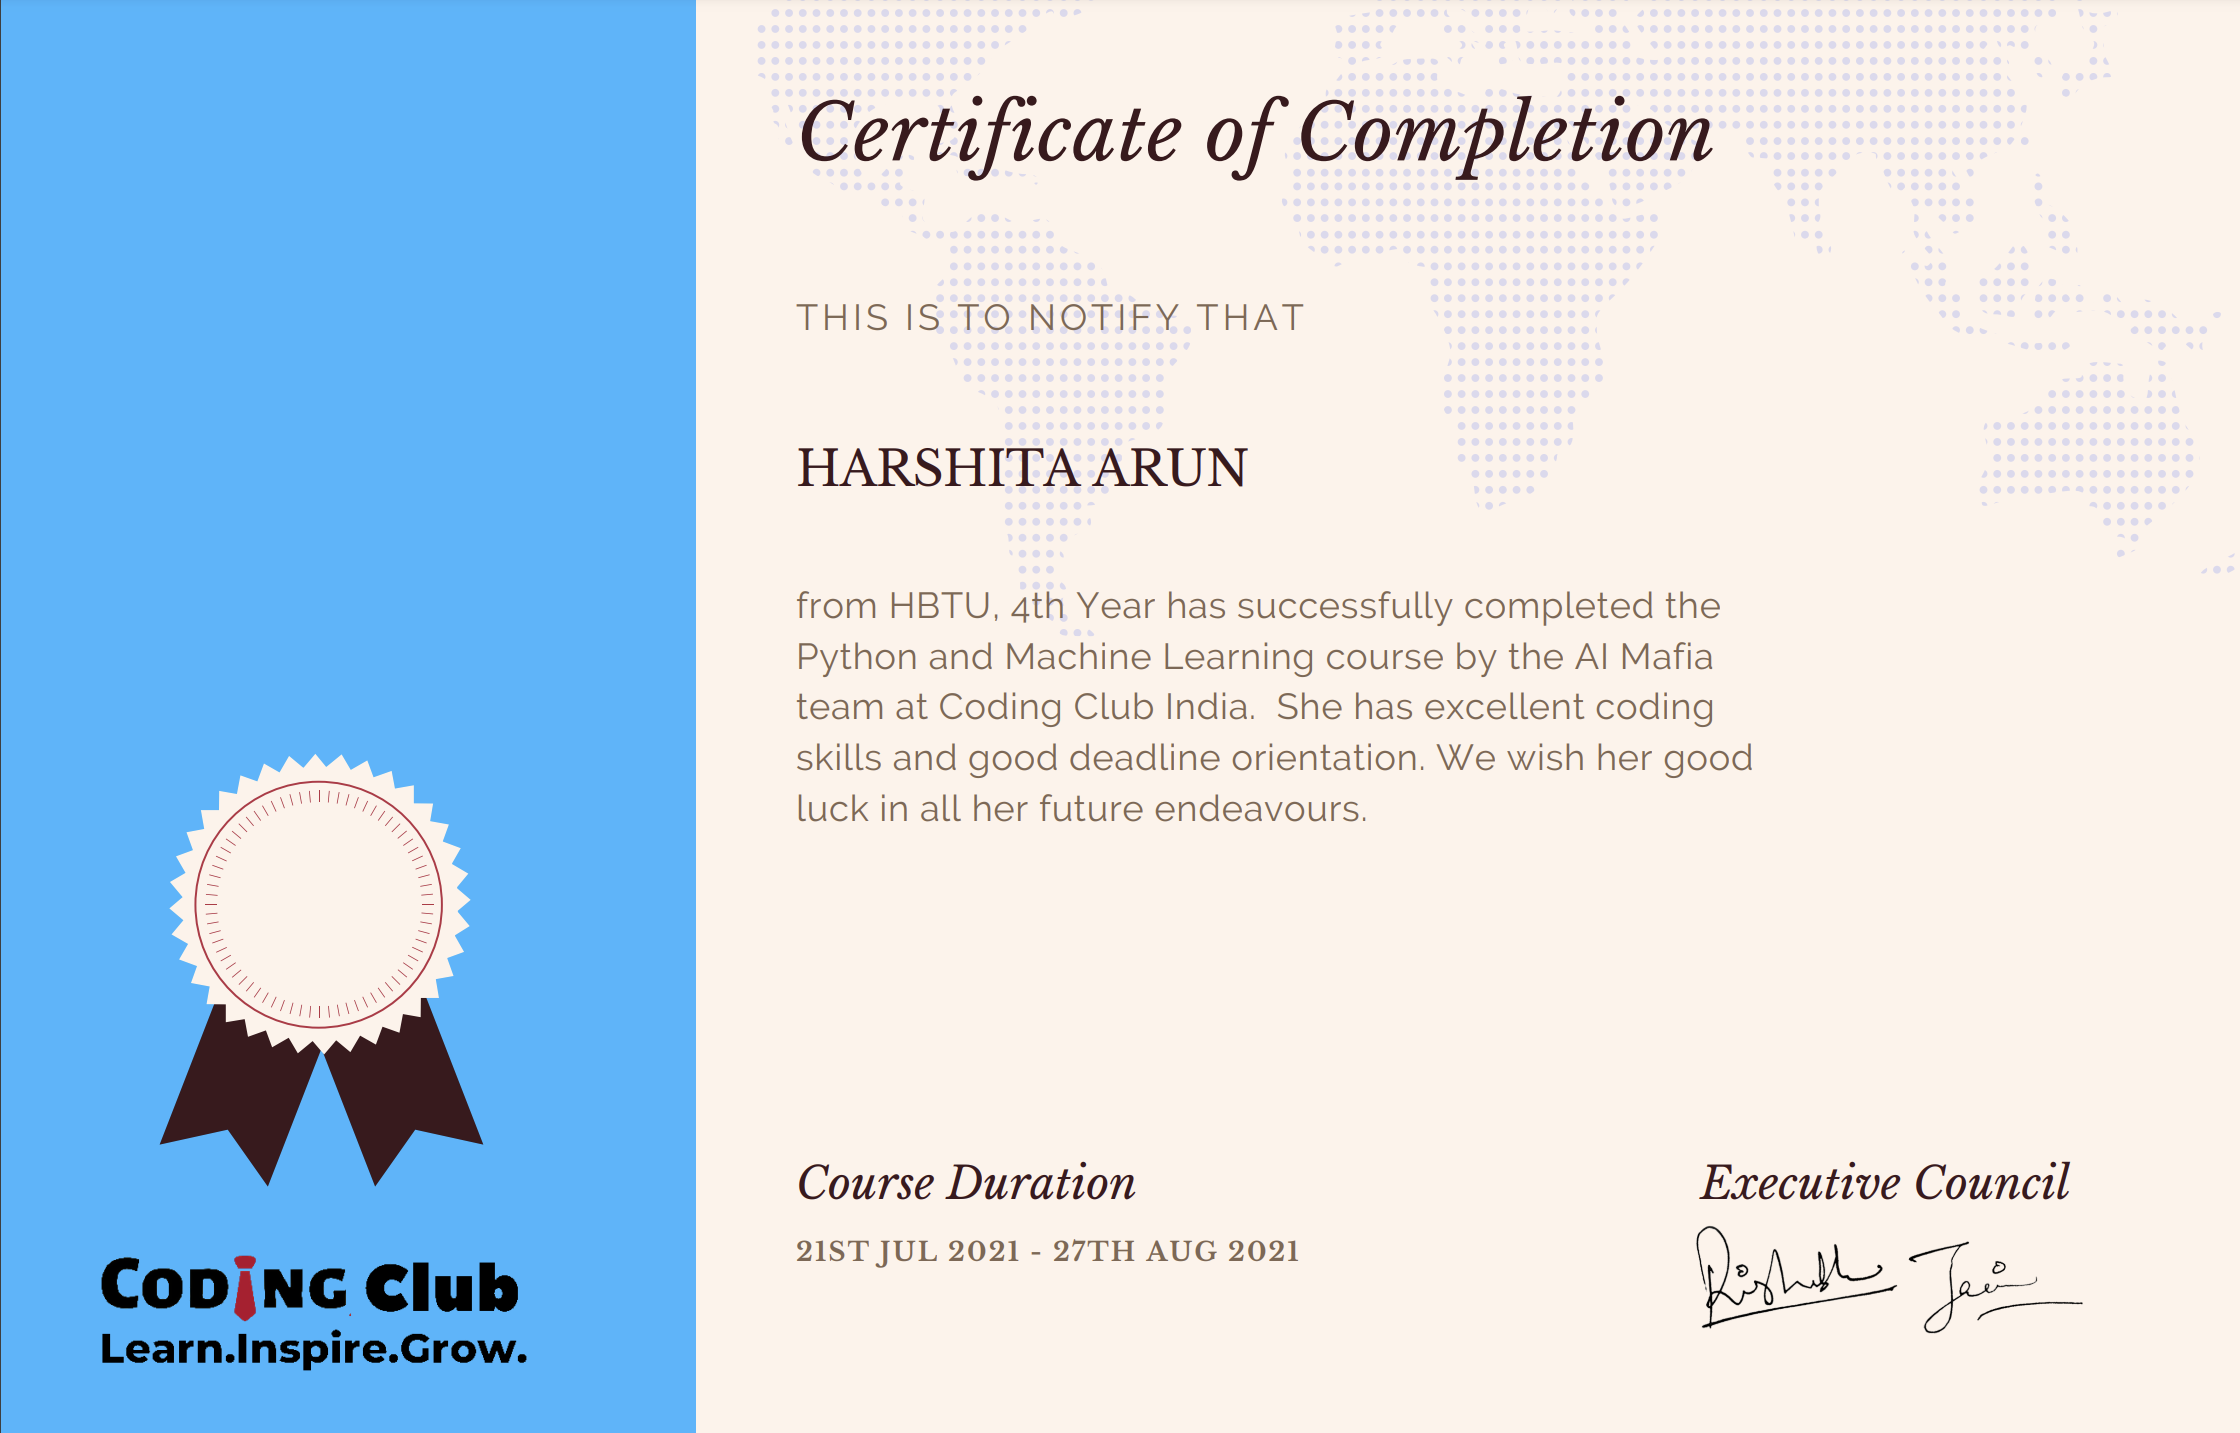 Certificate of Completion
THIS IS TO NOTIFY THAT
HARSHITA ARUN
from HBTU, 4th Year has successfully completed the
Python and Machine Learning course by the AI Mafia
team at Coding Club India.  She has excellent coding
skills and good deadline orientation. We wish her good
luck in all her future endeavours.
Course Duration
21ST JUL 2021 - 27TH AUG 2021
Executive Council
Rishabh Jain
CODING Club
Learn.Inspire.Grow.